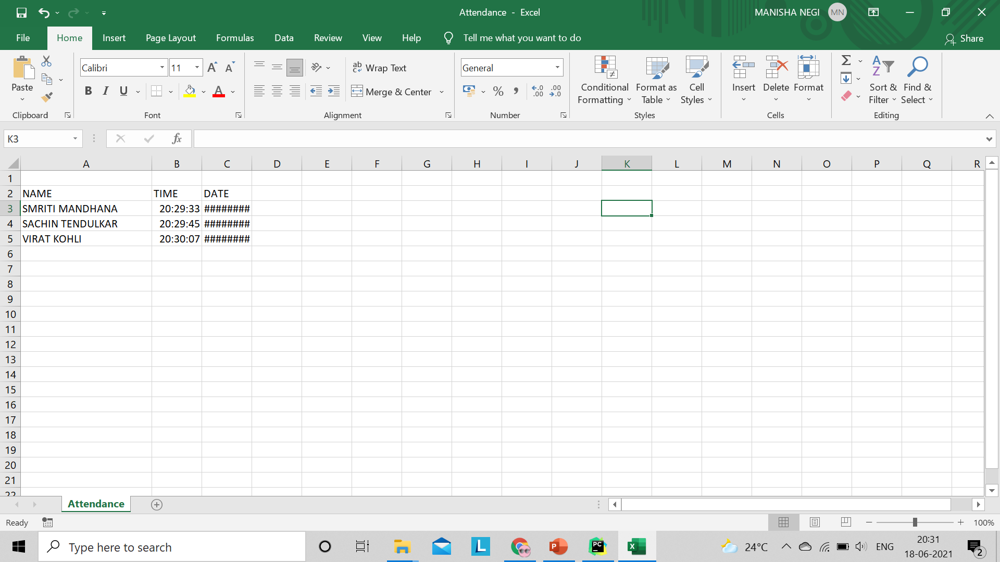 Attendance - Excel
MANISHA NEGI MN
File Home Insert Page Layout Formulas Data Review View Help Tell me what you want to do Share
Paste
Clipboard
Calibri 11 A A
B I U A
Font
ab Wrap Text
Merge & Center
Alignment
General
% ,
Number
Conditional Formatting
Format as Table
Cell Styles
Styles
Insert Delete Format
Cells
Sort & Filter
Find & Select
Editing
K3 fx
A B C D E F G H I J K L M N O P Q R
1
2 NAME TIME DATE
3 SMRITI MANDHANA 20:29:33 ########
4 SACHIN TENDULKAR 20:29:45 ########
5 VIRAT KOHLI 20:30:07 ########
6
7
8
9
10
11
12
13
14
15
16
17
18
19
20
21
22
Attendance
Ready 100%
Type here to search
24°C ENG
20:31
18-06-2021
2